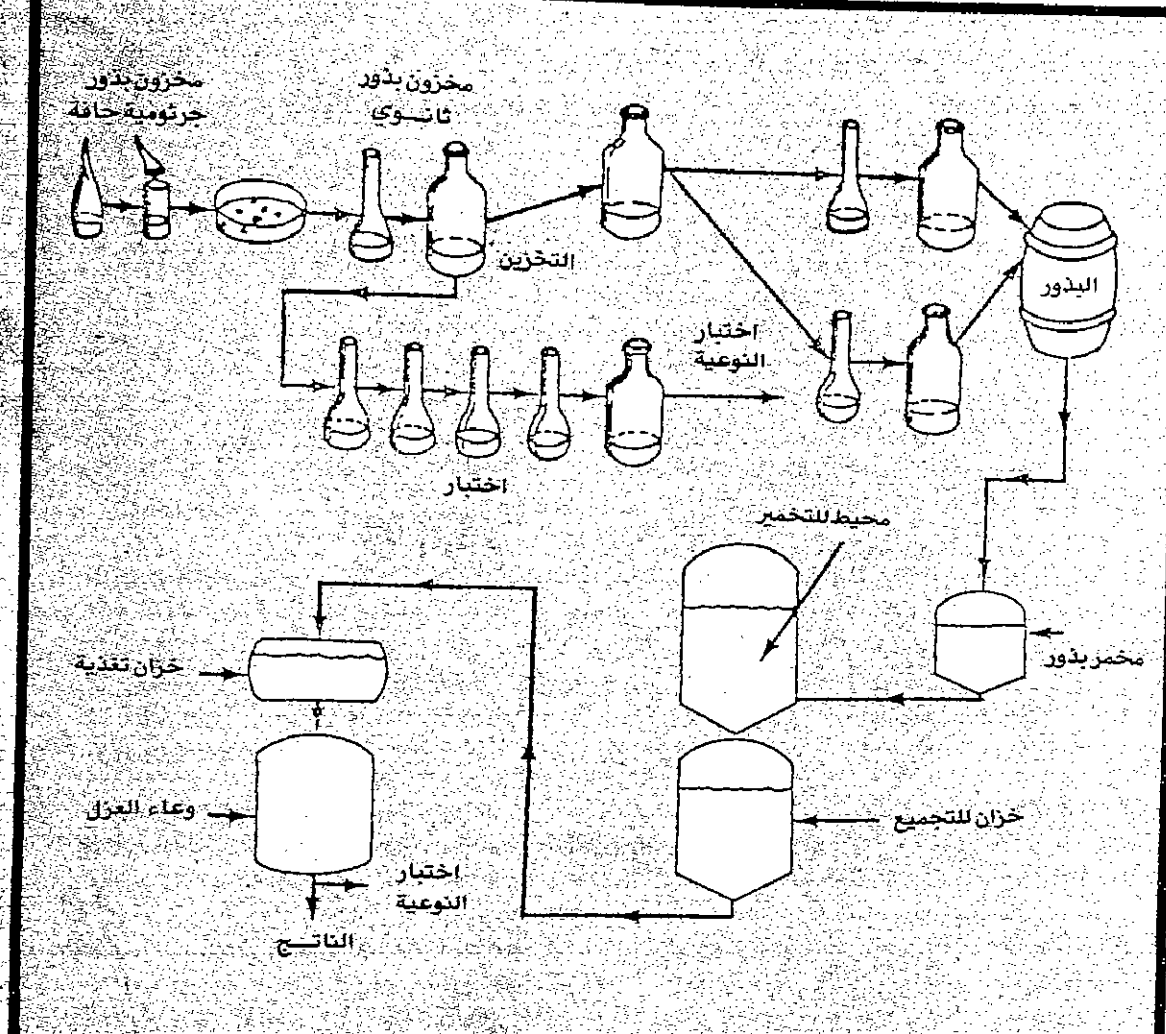 مخزون بذور
جرثومية جافة
مخزون بذور
ثانوي
التخزين
البذور
اختبار
النوعية
اختبار
محيط للتخمير
مخمر بذور
خزان تغذية
وعاء العزل
خزان للتجميع
اختبار
النوعية
الناتج